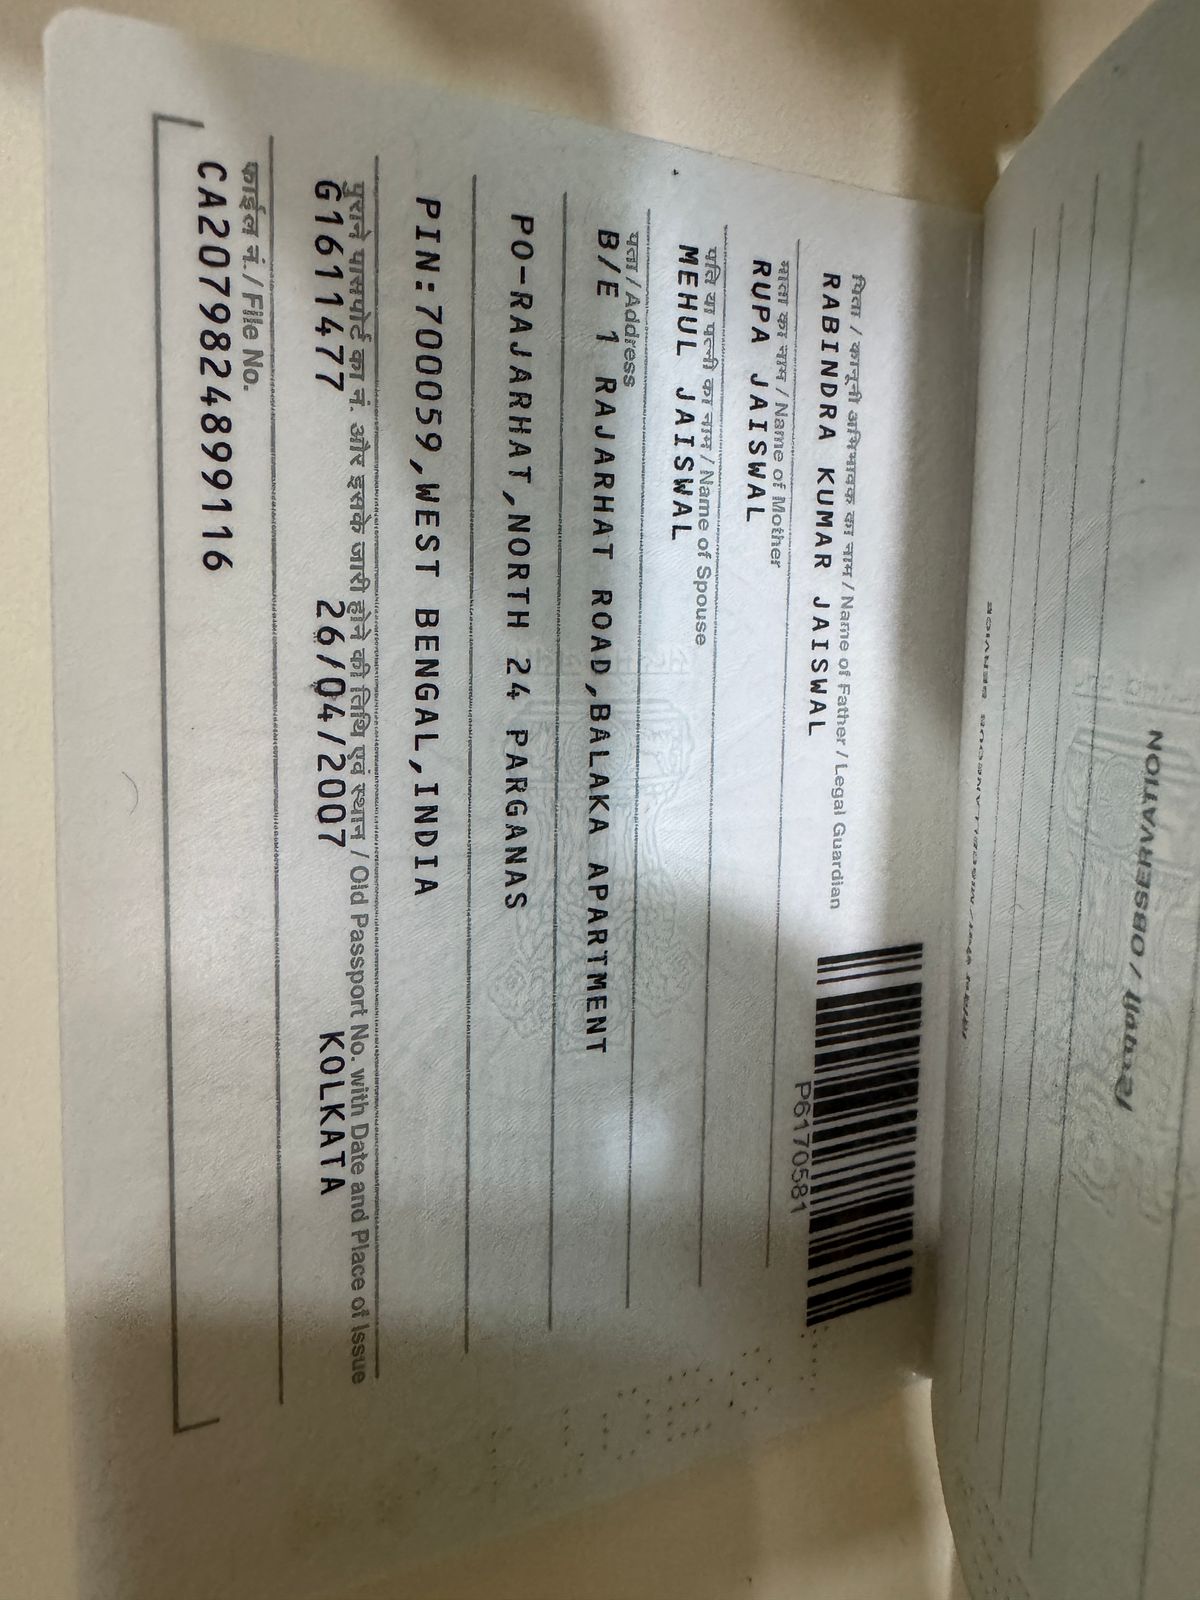 पिता / कानूनी अभिभावक का नाम / Name of Father / Legal Guardian
RABINDRA KUMAR JAISWAL
माता का नाम / Name of Mother
RUPA JAISWAL
पति या पत्नी का नाम / Name of Spouse
MEHUL JAISWAL
पता / Address
B/E 1 RAJARHAT ROAD,BALAKA APARTMENT
PO-RAJARHAT,NORTH 24 PARGANAS
PIN:700059,WEST BENGAL,INDIA
पुराने पासपोर्ट का नं. और इसके जारी होने की तिथि एवं स्थान / Old Passport No. with Date and Place of Issue
G1611477 26/04/2007 KOLKATA
फाईल नं. / File No.
CA2079824899116
P6170581
/ OBSERVATION